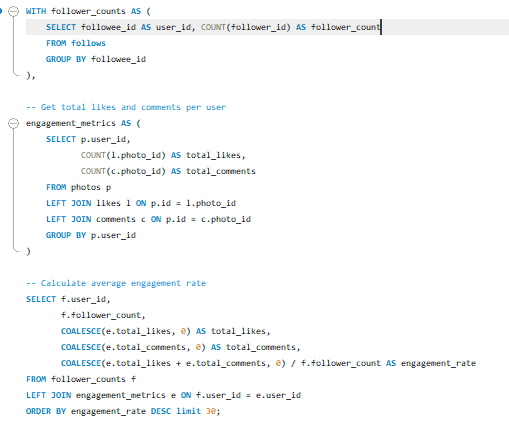 WITH follower_counts AS (
SELECT followee_id AS user_id, COUNT(follower_id) AS follower_count
FROM follows
GROUP BY followee_id
),
-- Get total likes and comments per user
engagement_metrics AS (
SELECT p.user_id,
COUNT(l.photo_id) AS total_likes,
COUNT(c.photo_id) AS total_comments
FROM photos p
LEFT JOIN likes l ON p.id = l.photo_id
LEFT JOIN comments c ON p.id = c.photo_id
GROUP BY p.user_id
)
-- Calculate average engagement rate
SELECT f.user_id,
f.follower_count,
COALESCE(e.total_likes, 0) AS total_likes,
COALESCE(e.total_comments, 0) AS total_comments,
COALESCE(e.total_likes + e.total_comments, 0) / f.follower_count AS engagement_rate
FROM follower_counts f
LEFT JOIN engagement_metrics e ON f.user_id = e.user_id
ORDER BY engagement_rate DESC limit 30;